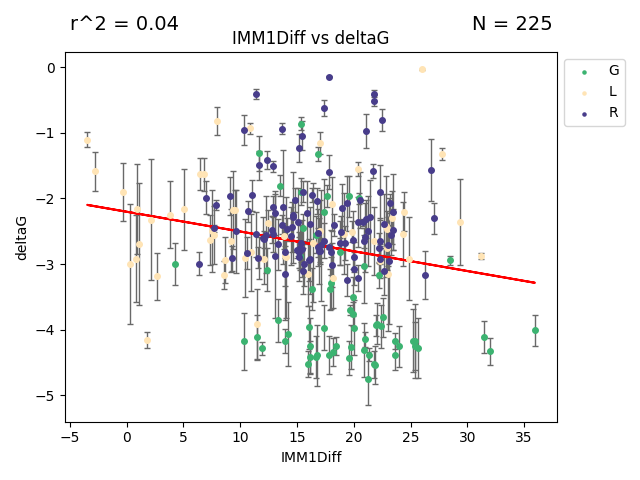 r^2 = 0.04
N = 225
IMM1Diff vs deltaG
G
L
R
deltaG
0
−1
−2
−3
−4
−5
−5
0
5
10
15
20
25
30
35
IMM1Diff